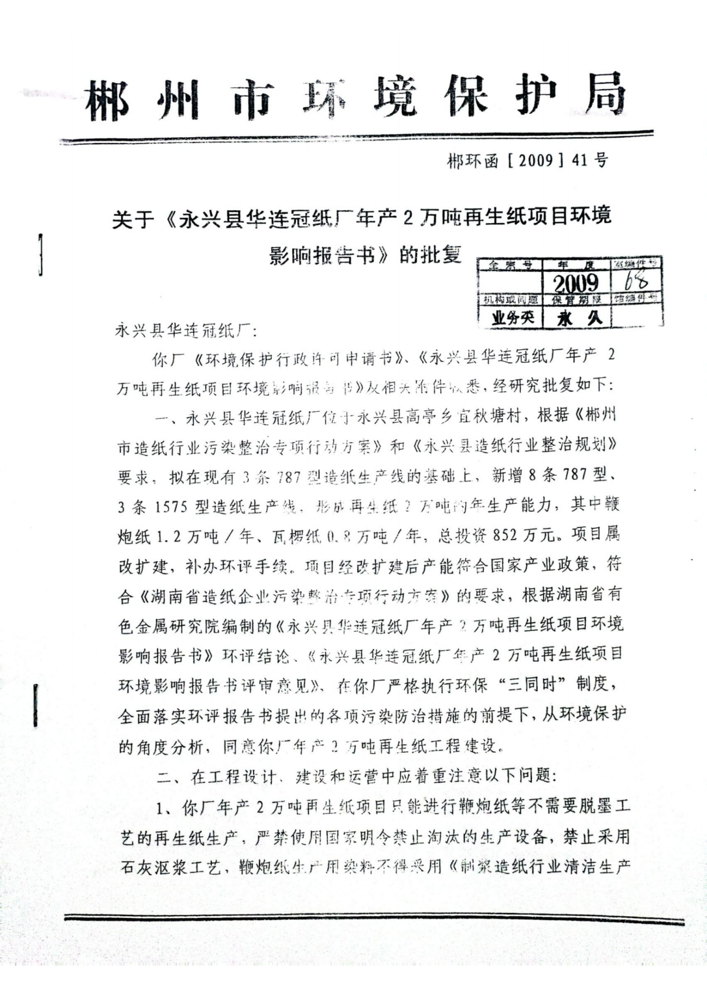 郴州市环境保护局
郴环函[2009]41号
关于《永兴县华连冠纸厂年产2万吨再生纸项目环境
影响报告书》的批复
全宗号 年度 室编件号
2009 68
机构或问题 保管期限 馆编件号
业务类 永久
永兴县华连冠纸厂:
你厂《环境保护行政许可申请书》、《永兴县华连冠纸厂年产 2
万吨再生纸项目环境影响报告书》及相关附件收悉,经研究批复如下:
一、永兴县华连冠纸厂位于永兴县高亭乡宜秋塘村,根据《郴州
市造纸行业污染整治专项行动方案》和《永兴县造纸行业整治规划》
要求,拟在现有3条787型造纸生产线的基础上,新增8条787型、
3条1575型造纸生产线,形成再生纸2万吨的年生产能力,其中鞭
炮纸1.2万吨/年、瓦楞纸0.8万吨/年,总投资852万元。项目属
改扩建,补办环评手续。项目经改扩建后产能符合国家产业政策,符
合《湖南省造纸企业污染整治专项行动方案》的要求,根据湖南省有
色金属研究院编制的《永兴县华连冠纸厂年产2万吨再生纸项目环境
影响报告书》环评结论、《永兴县华连冠纸厂年产2万吨再生纸项目
环境影响报告书评审意见》,在你厂严格执行环保“三同时”制度,
全面落实环评报告书提出的各项污染防治措施的前提下,从环境保护
的角度分析,同意你厂年产2万吨再生纸工程建设。
二、在工程设计、建设和运营中应着重注意以下问题:
1、你厂年产2万吨再生纸项目只能进行鞭炮纸等不需要脱墨工
艺的再生纸生产,严禁使用国家明令禁止淘汰的生产设备,禁止采用
石灰沤浆工艺,鞭炮纸生产用染料不得采用《制浆造纸行业清洁生产